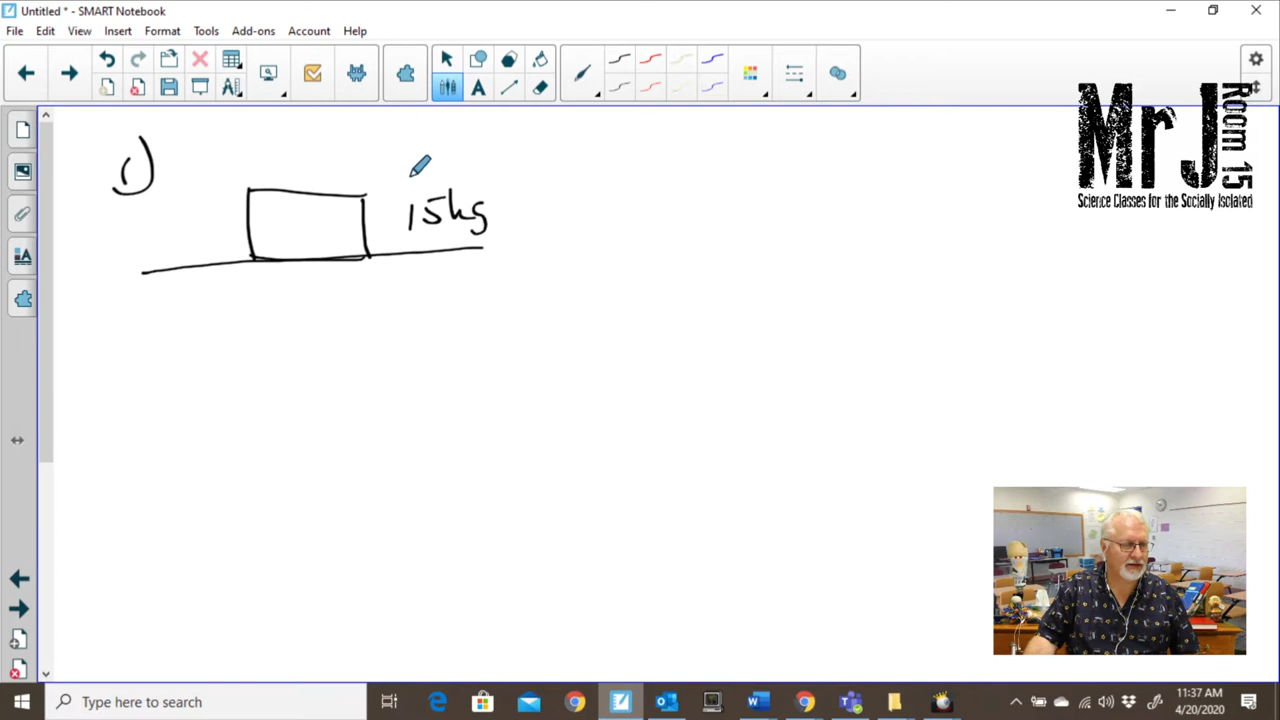 Untitled * - SMART Notebook
File Edit View Insert Format Tools Add-ons Account Help
MrJ
Room 15
Science Classes for the Socially Isolated
1)
15kg
Type here to search
11:37 AM
4/20/2020